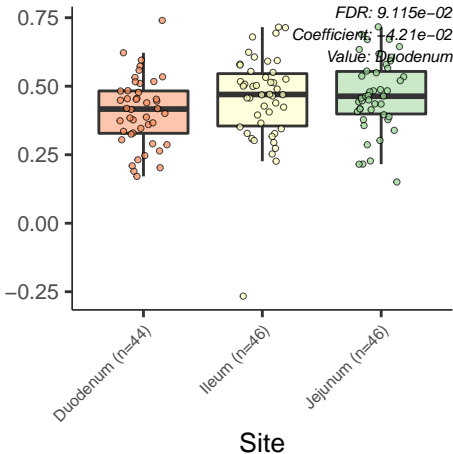 FDR: 9.115e−02
Coefficient: −4.21e−02
Value: Duodenum
0.75
0.50
0.25
0.00
−0.25
Duodenum (n=44)
Ileum (n=46)
Jejunum (n=46)
Site